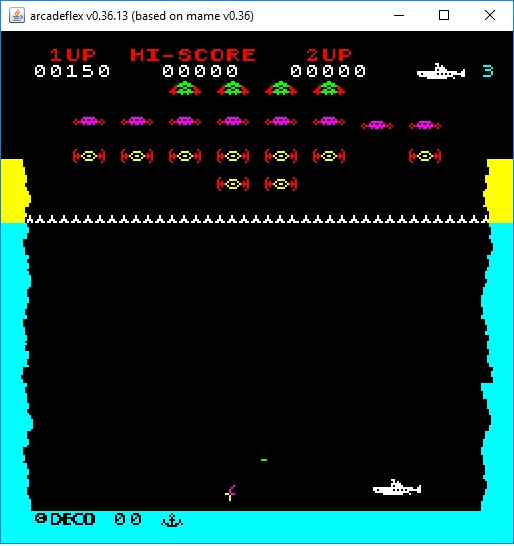 arcadeflex v0.36.13 (based on mame v0.36)
1UP HI-SCORE 2UP
00150 00000 00000 3
©DECO 00